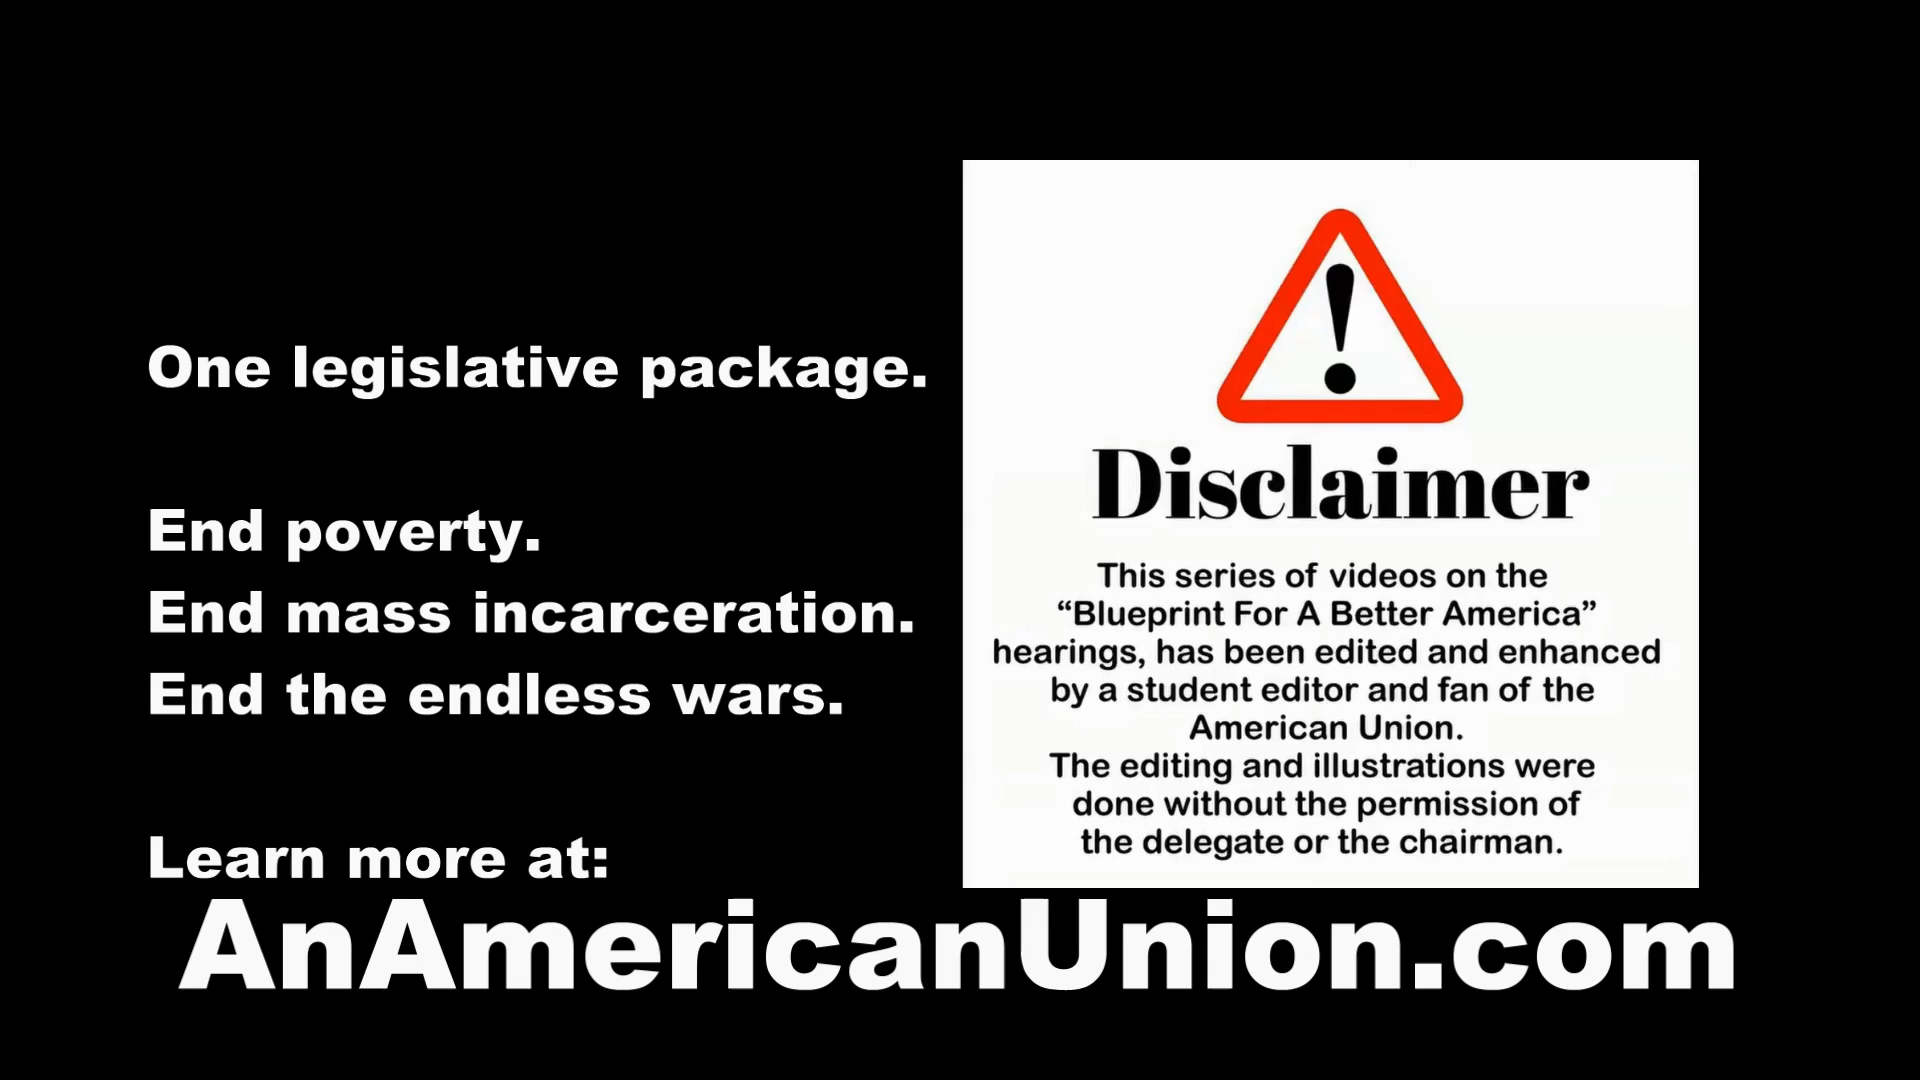 One legislative package.
End poverty.
End mass incarceration.
End the endless wars.
Learn more at:
AnAmericanUnion.com
Disclaimer
This series of videos on the
“Blueprint For A Better America”
hearings, has been edited and enhanced
by a student editor and fan of the
American Union.
The editing and illustrations were
done without the permission of
the delegate or the chairman.